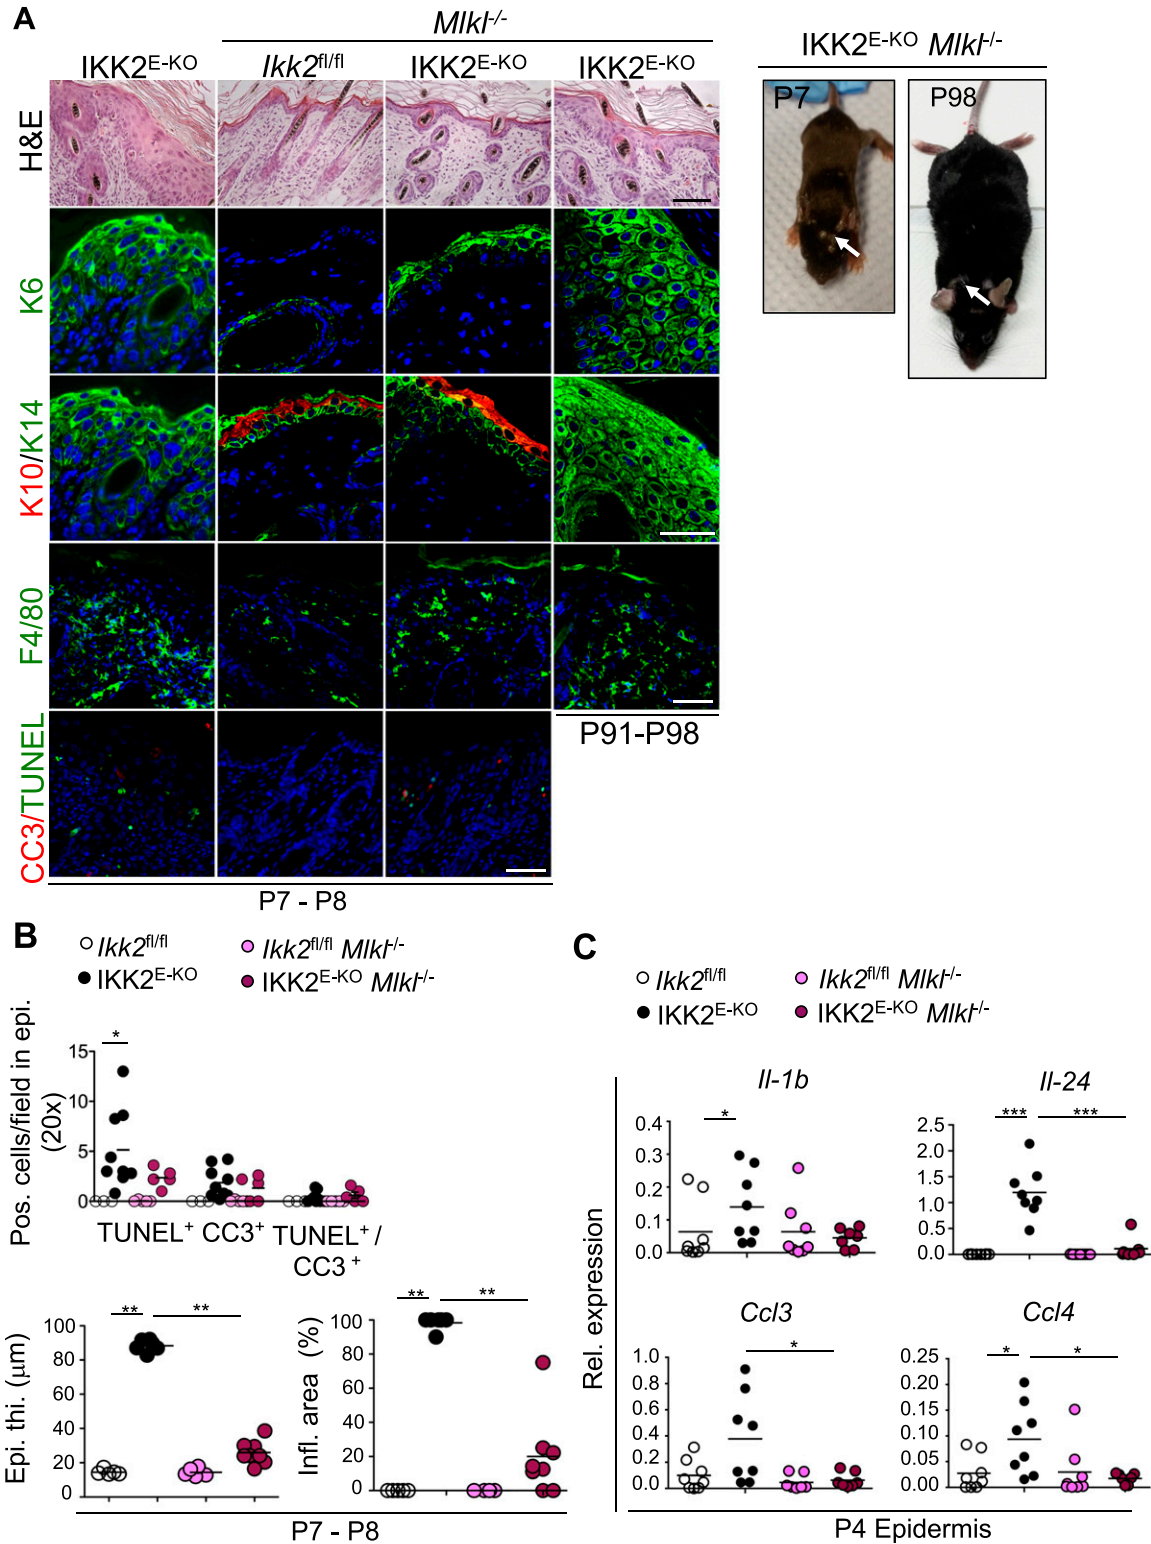 A
Mlkl-/-
IKK2E-KO
Ikk2fl/fl
IKK2E-KO
IKK2E-KO
H&E
K6
K10/K14
F4/80
CC3/TUNEL
P91-P98
P7 - P8
IKK2E-KO Mlkl-/-
P7
P98
B
Ikk2fl/fl
Ikk2fl/fl Mlkl-/-
IKK2E-KO
IKK2E-KO Mlkl-/-
Pos. cells/field in epi.
(20x)
15
10
5
0
*
TUNEL+ CC3+ TUNEL+ /
CC3 +
Epi. thi. (µm)
100
80
60
40
20
0
** **
Infl. area (%)
100
80
60
40
20
0
** **
P7 - P8
C
Ikk2fl/fl
Ikk2fl/fl Mlkl-/-
IKK2E-KO
IKK2E-KO Mlkl-/-
Rel. expression
Il-1b
0.4
0.3
0.2
0.1
0.0
*
Il-24
2.5
2.0
1.5
1.0
0.5
0.0
*** ***
Ccl3
1.0
0.8
0.6
0.4
0.2
0.0
*
Ccl4
0.25
0.20
0.15
0.10
0.05
0.00
* *
P4 Epidermis